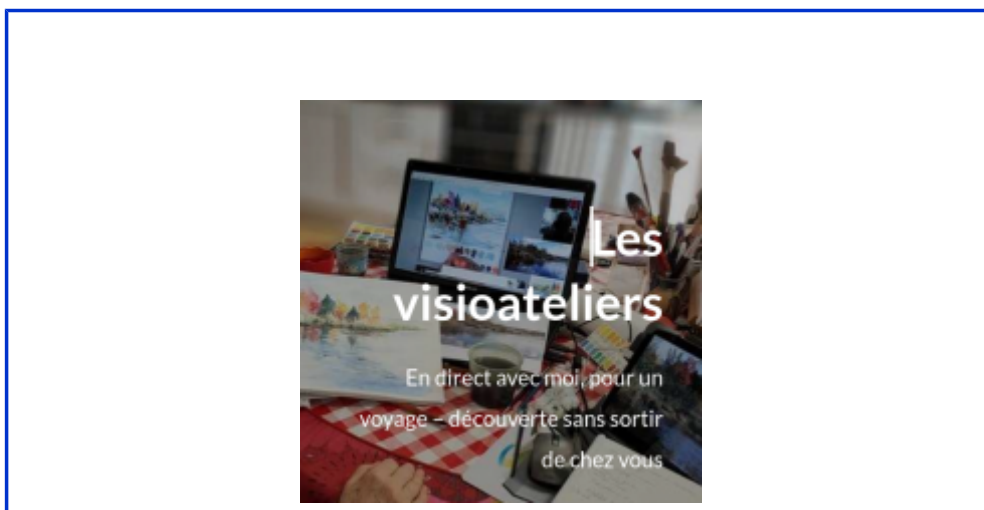 Les
visioateliers
En direct avec moi, pour un
voyage – découverte sans sortir
de chez vous